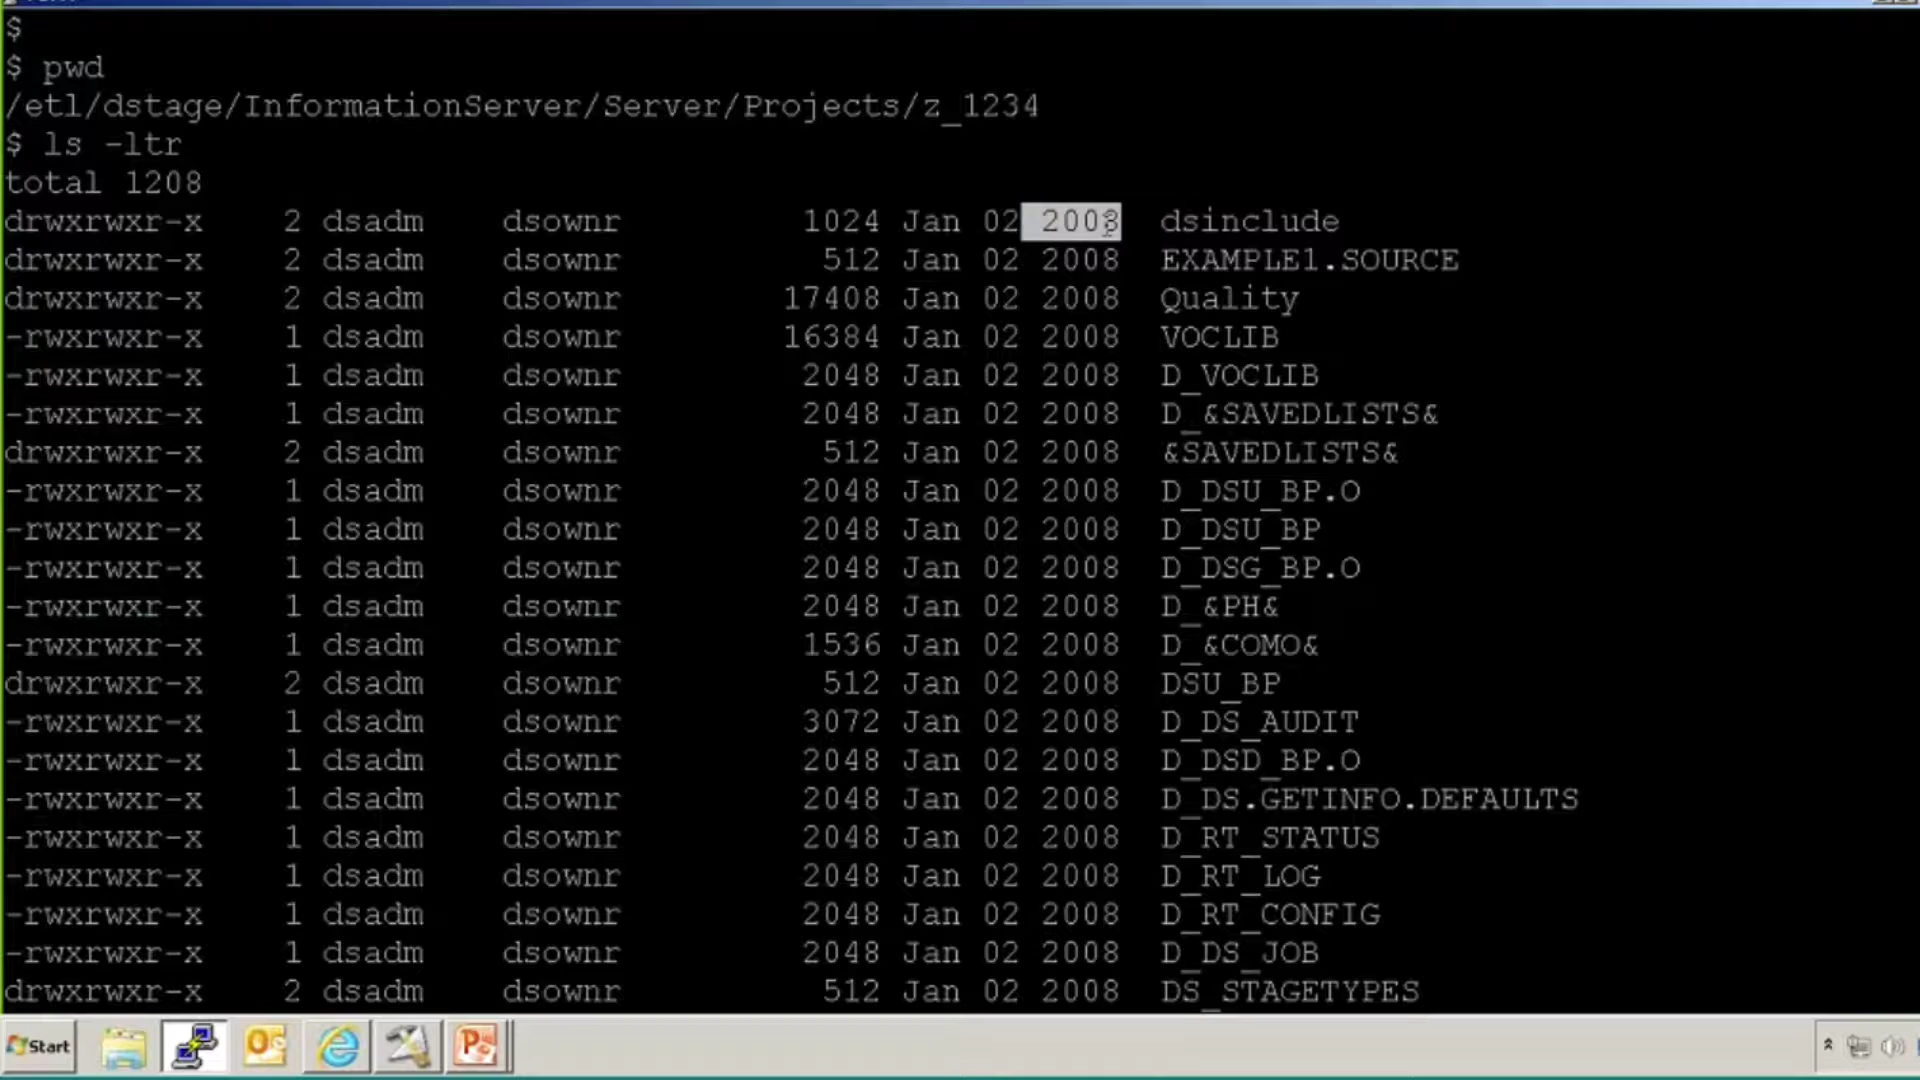 $
$ pwd
/etl/dstage/InformationServer/Server/Projects/z_1234
$ ls -ltr
total 1208
drwxrwxr-x 2 dsadm dsownr 1024 Jan 02 2008 dsinclude
drwxrwxr-x 2 dsadm dsownr 512 Jan 02 2008 EXAMPLE1.SOURCE
drwxrwxr-x 2 dsadm dsownr 17408 Jan 02 2008 Quality
-rwxrwxr-x 1 dsadm dsownr 16384 Jan 02 2008 VOCLIB
-rwxrwxr-x 1 dsadm dsownr 2048 Jan 02 2008 D_VOCLIB
-rwxrwxr-x 1 dsadm dsownr 2048 Jan 02 2008 D_&SAVEDLISTS&
drwxrwxr-x 2 dsadm dsownr 512 Jan 02 2008 &SAVEDLISTS&
-rwxrwxr-x 1 dsadm dsownr 2048 Jan 02 2008 D_DSU_BP.O
-rwxrwxr-x 1 dsadm dsownr 2048 Jan 02 2008 D_DSU_BP
-rwxrwxr-x 1 dsadm dsownr 2048 Jan 02 2008 D_DSG_BP.O
-rwxrwxr-x 1 dsadm dsownr 2048 Jan 02 2008 D_&PH&
-rwxrwxr-x 1 dsadm dsownr 1536 Jan 02 2008 D_&COMO&
drwxrwxr-x 2 dsadm dsownr 512 Jan 02 2008 DSU_BP
-rwxrwxr-x 1 dsadm dsownr 3072 Jan 02 2008 D_DS_AUDIT
-rwxrwxr-x 1 dsadm dsownr 2048 Jan 02 2008 D_DSD_BP.O
-rwxrwxr-x 1 dsadm dsownr 2048 Jan 02 2008 D_DS.GETINFO.DEFAULTS
-rwxrwxr-x 1 dsadm dsownr 2048 Jan 02 2008 D_RT_STATUS
-rwxrwxr-x 1 dsadm dsownr 2048 Jan 02 2008 D_RT_LOG
-rwxrwxr-x 1 dsadm dsownr 2048 Jan 02 2008 D_RT_CONFIG
-rwxrwxr-x 1 dsadm dsownr 2048 Jan 02 2008 D_DS_JOB
drwxrwxr-x 2 dsadm dsownr 512 Jan 02 2008 DS_STAGETYPES
Start